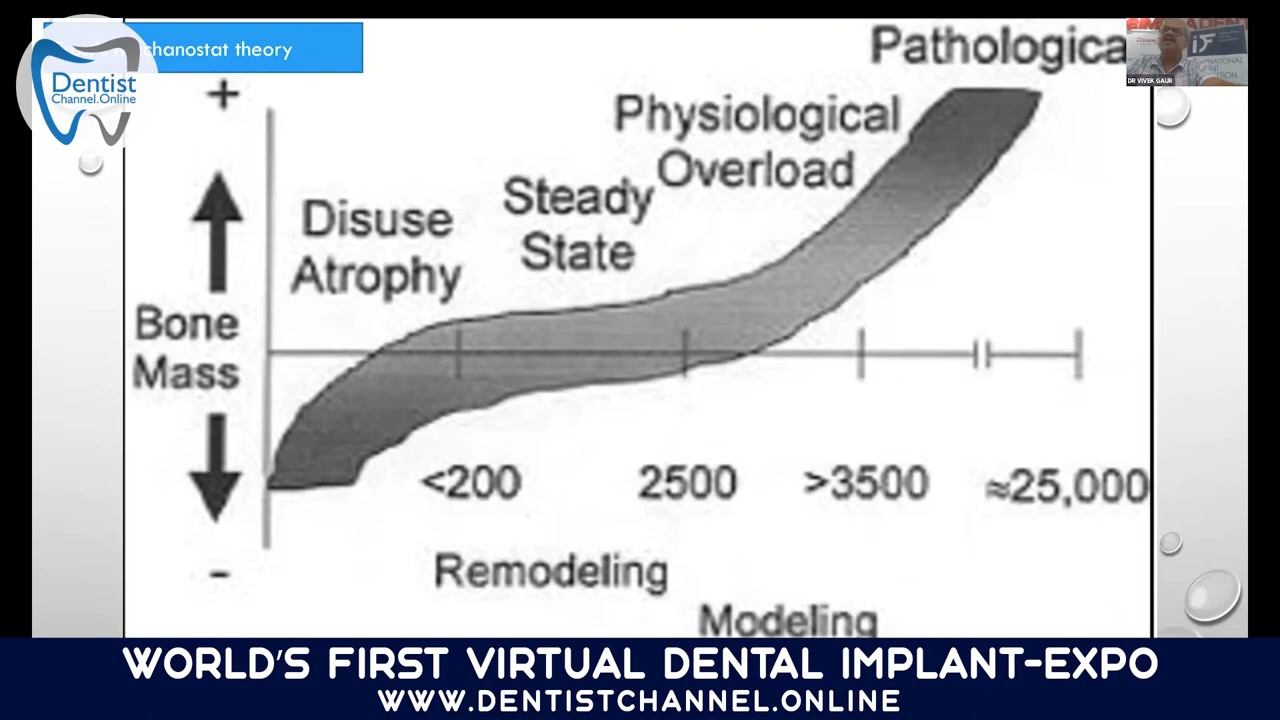 chanostat theory
Dentist
Channel.Online
Pathologica
DR VIVEK GAUR
+
Physiological
Overload
Steady
State
Disuse
Atrophy
Bone
Mass
<200
2500
>3500
≈25,000
-
Remodeling
Modeling
WORLD'S FIRST VIRTUAL DENTAL IMPLANT-EXPO
WWW.DENTISTCHANNEL.ONLINE